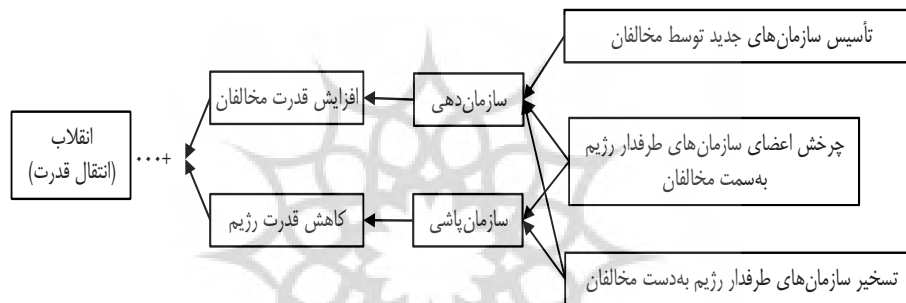 تأسیس سازمان‌های جدید توسط مخالفان
سازمان‌دهی
افزایش قدرت مخالفان
چرخش اعضای سازمان‌های طرفدار رژیم
به‌سمت مخالفان
انقلاب
(انتقال قدرت)
+...
سازمان‌پاشی
کاهش قدرت رژیم
تسخیر سازمان‌های طرفدار رژیم به‌دست مخالفان